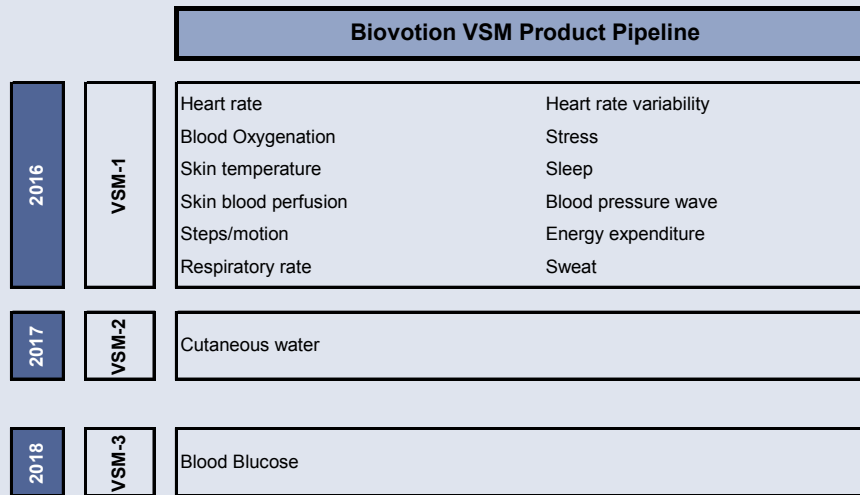 Biovotion VSM Product Pipeline
2016
VSM-1
Heart rate
Heart rate variability
Blood Oxygenation
Stress
Skin temperature
Sleep
Skin blood perfusion
Blood pressure wave
Steps/motion
Energy expenditure
Respiratory rate
Sweat
2017
VSM-2
Cutaneous water
2018
VSM-3
Blood Blucose